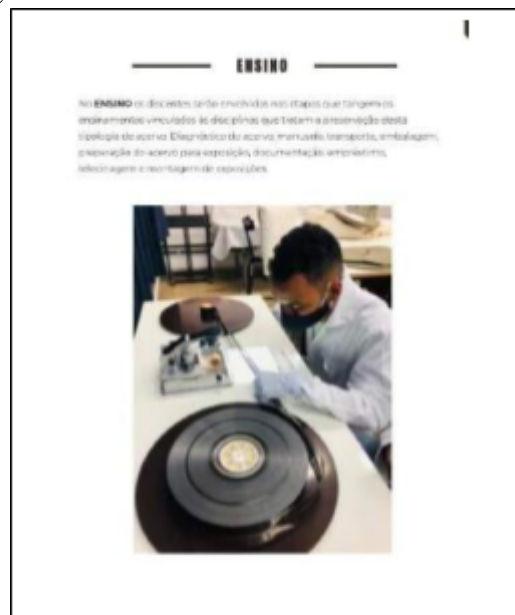 ENSINO
No ENSINO os discentes serão envolvidos nas etapas que tangem os
ensinamentos vinculados às disciplinas que tratam a preservação desta
tipologia de acervo. Diagnóstico do acervo, manuseio, transporte, embalagem,
preparação do acervo para exposição, documentação, empréstimo,
e montagem de exposições.